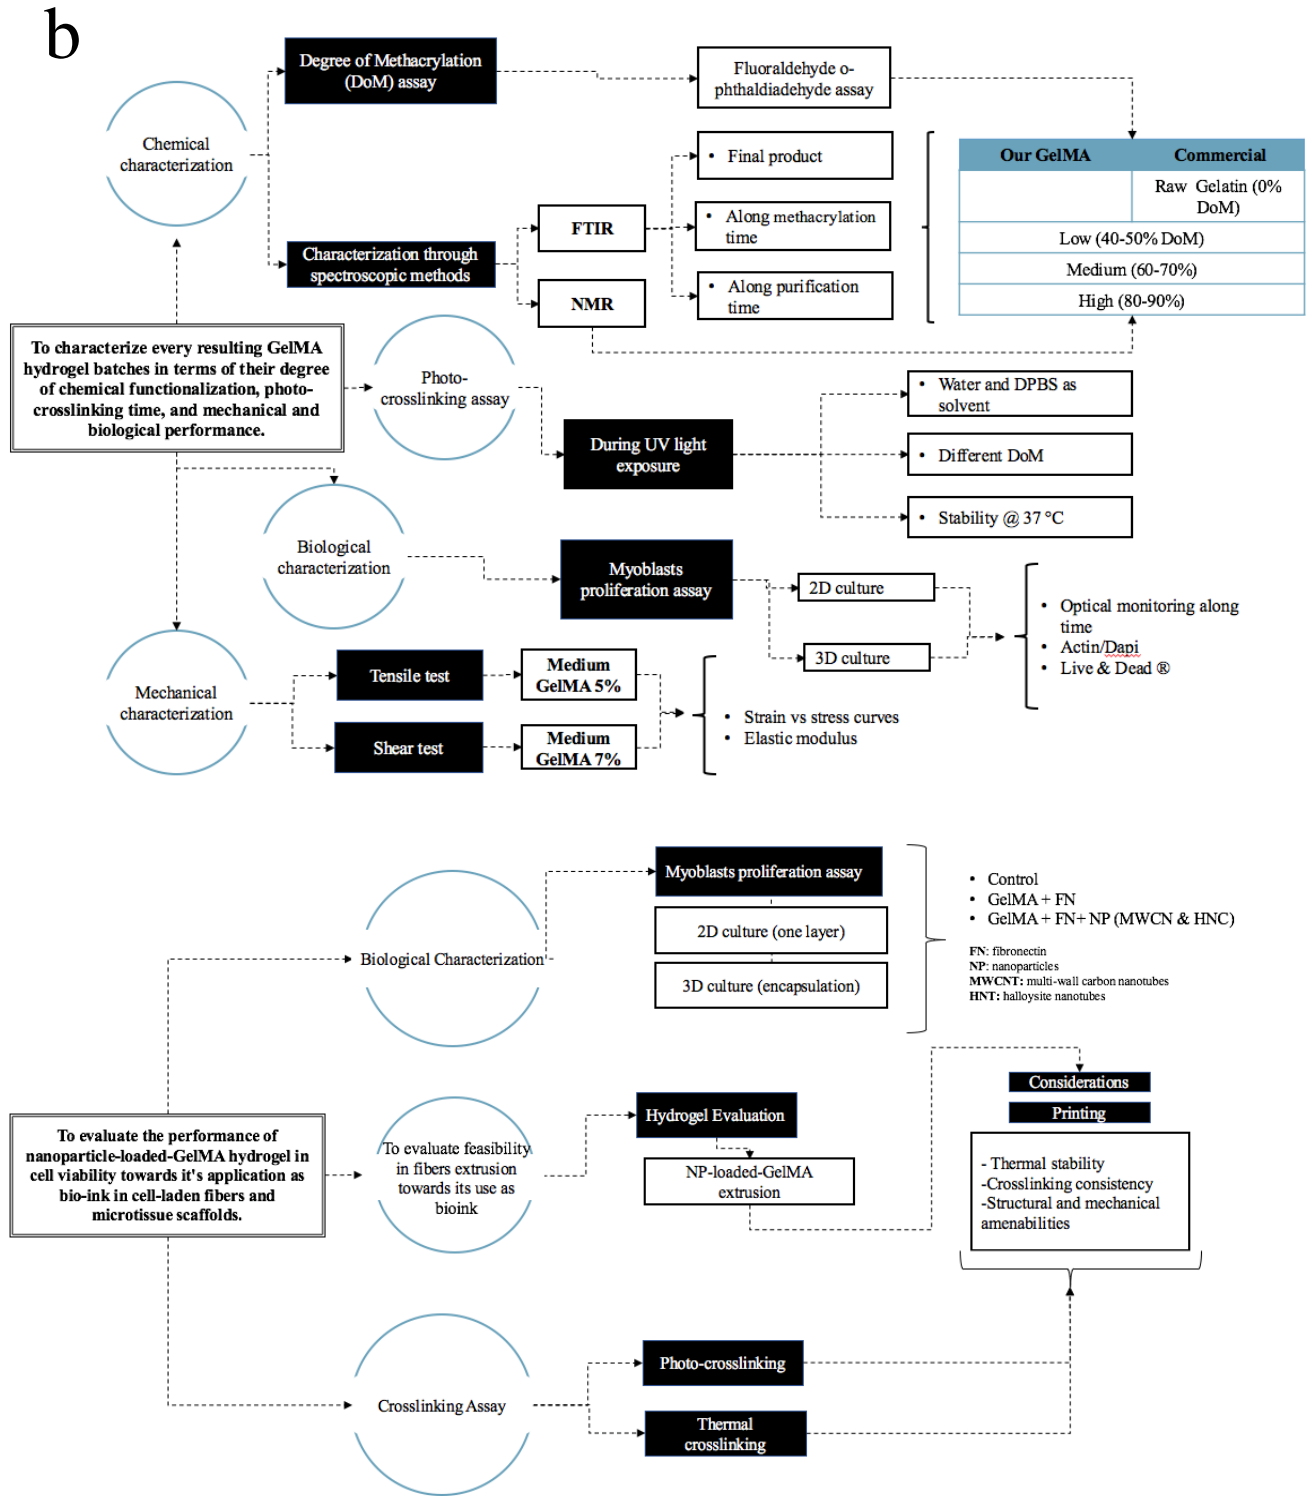 b
Degree of Methacrylation
(DoM) assay
Fluoraldehyde o-
phthaldiadehyde assay
Chemical
characterization
• Final product
• Along methacrylation
time
• Along purification
time
Characterization through
spectroscopic methods
FTIR
NMR
Our GelMA Commercial
Raw Gelatin (0%
DoM)
Low (40-50% DoM)
Medium (60-70%)
High (80-90%)
To characterize every resulting GelMA
hydrogel batches in terms of their degree
of chemical functionalization, photo-
crosslinking time, and mechanical and
biological performance.
Photo-
crosslinking assay
During UV light
exposure
• Water and DPBS as
solvent
• Different DoM
• Stability @ 37 °C
Biological
characterization
Myoblasts
proliferation assay
2D culture
3D culture
• Optical monitoring along
time
• Actin/Dapi
• Live & Dead ®
Mechanical
characterization
Tensile test
Shear test
Medium
GelMA 5%
Medium
GelMA 7%
• Strain vs stress curves
• Elastic modulus
Biological Characterization
Myoblasts proliferation assay
2D culture (one layer)
3D culture (encapsulation)
• Control
• GelMA + FN
• GelMA + FN+ NP (MWCN & HNC)
FN: fibronectin
NP: nanoparticles
MWCNT: multi-wall carbon nanotubes
HNT: halloysite nanotubes
To evaluate the performance of
nanoparticle-loaded-GelMA hydrogel in
cell viability towards it's application as
bio-ink in cell-laden fibers and
microtissue scaffolds.
To evaluate feasibility
in fibers extrusion
towards its use as
bioink
Hydrogel Evaluation
NP-loaded-GelMA
extrusion
Considerations
Printing
- Thermal stability
-Crosslinking consistency
-Structural and mechanical
amenabilities
Crosslinking Assay
Photo-crosslinking
Thermal
crosslinking